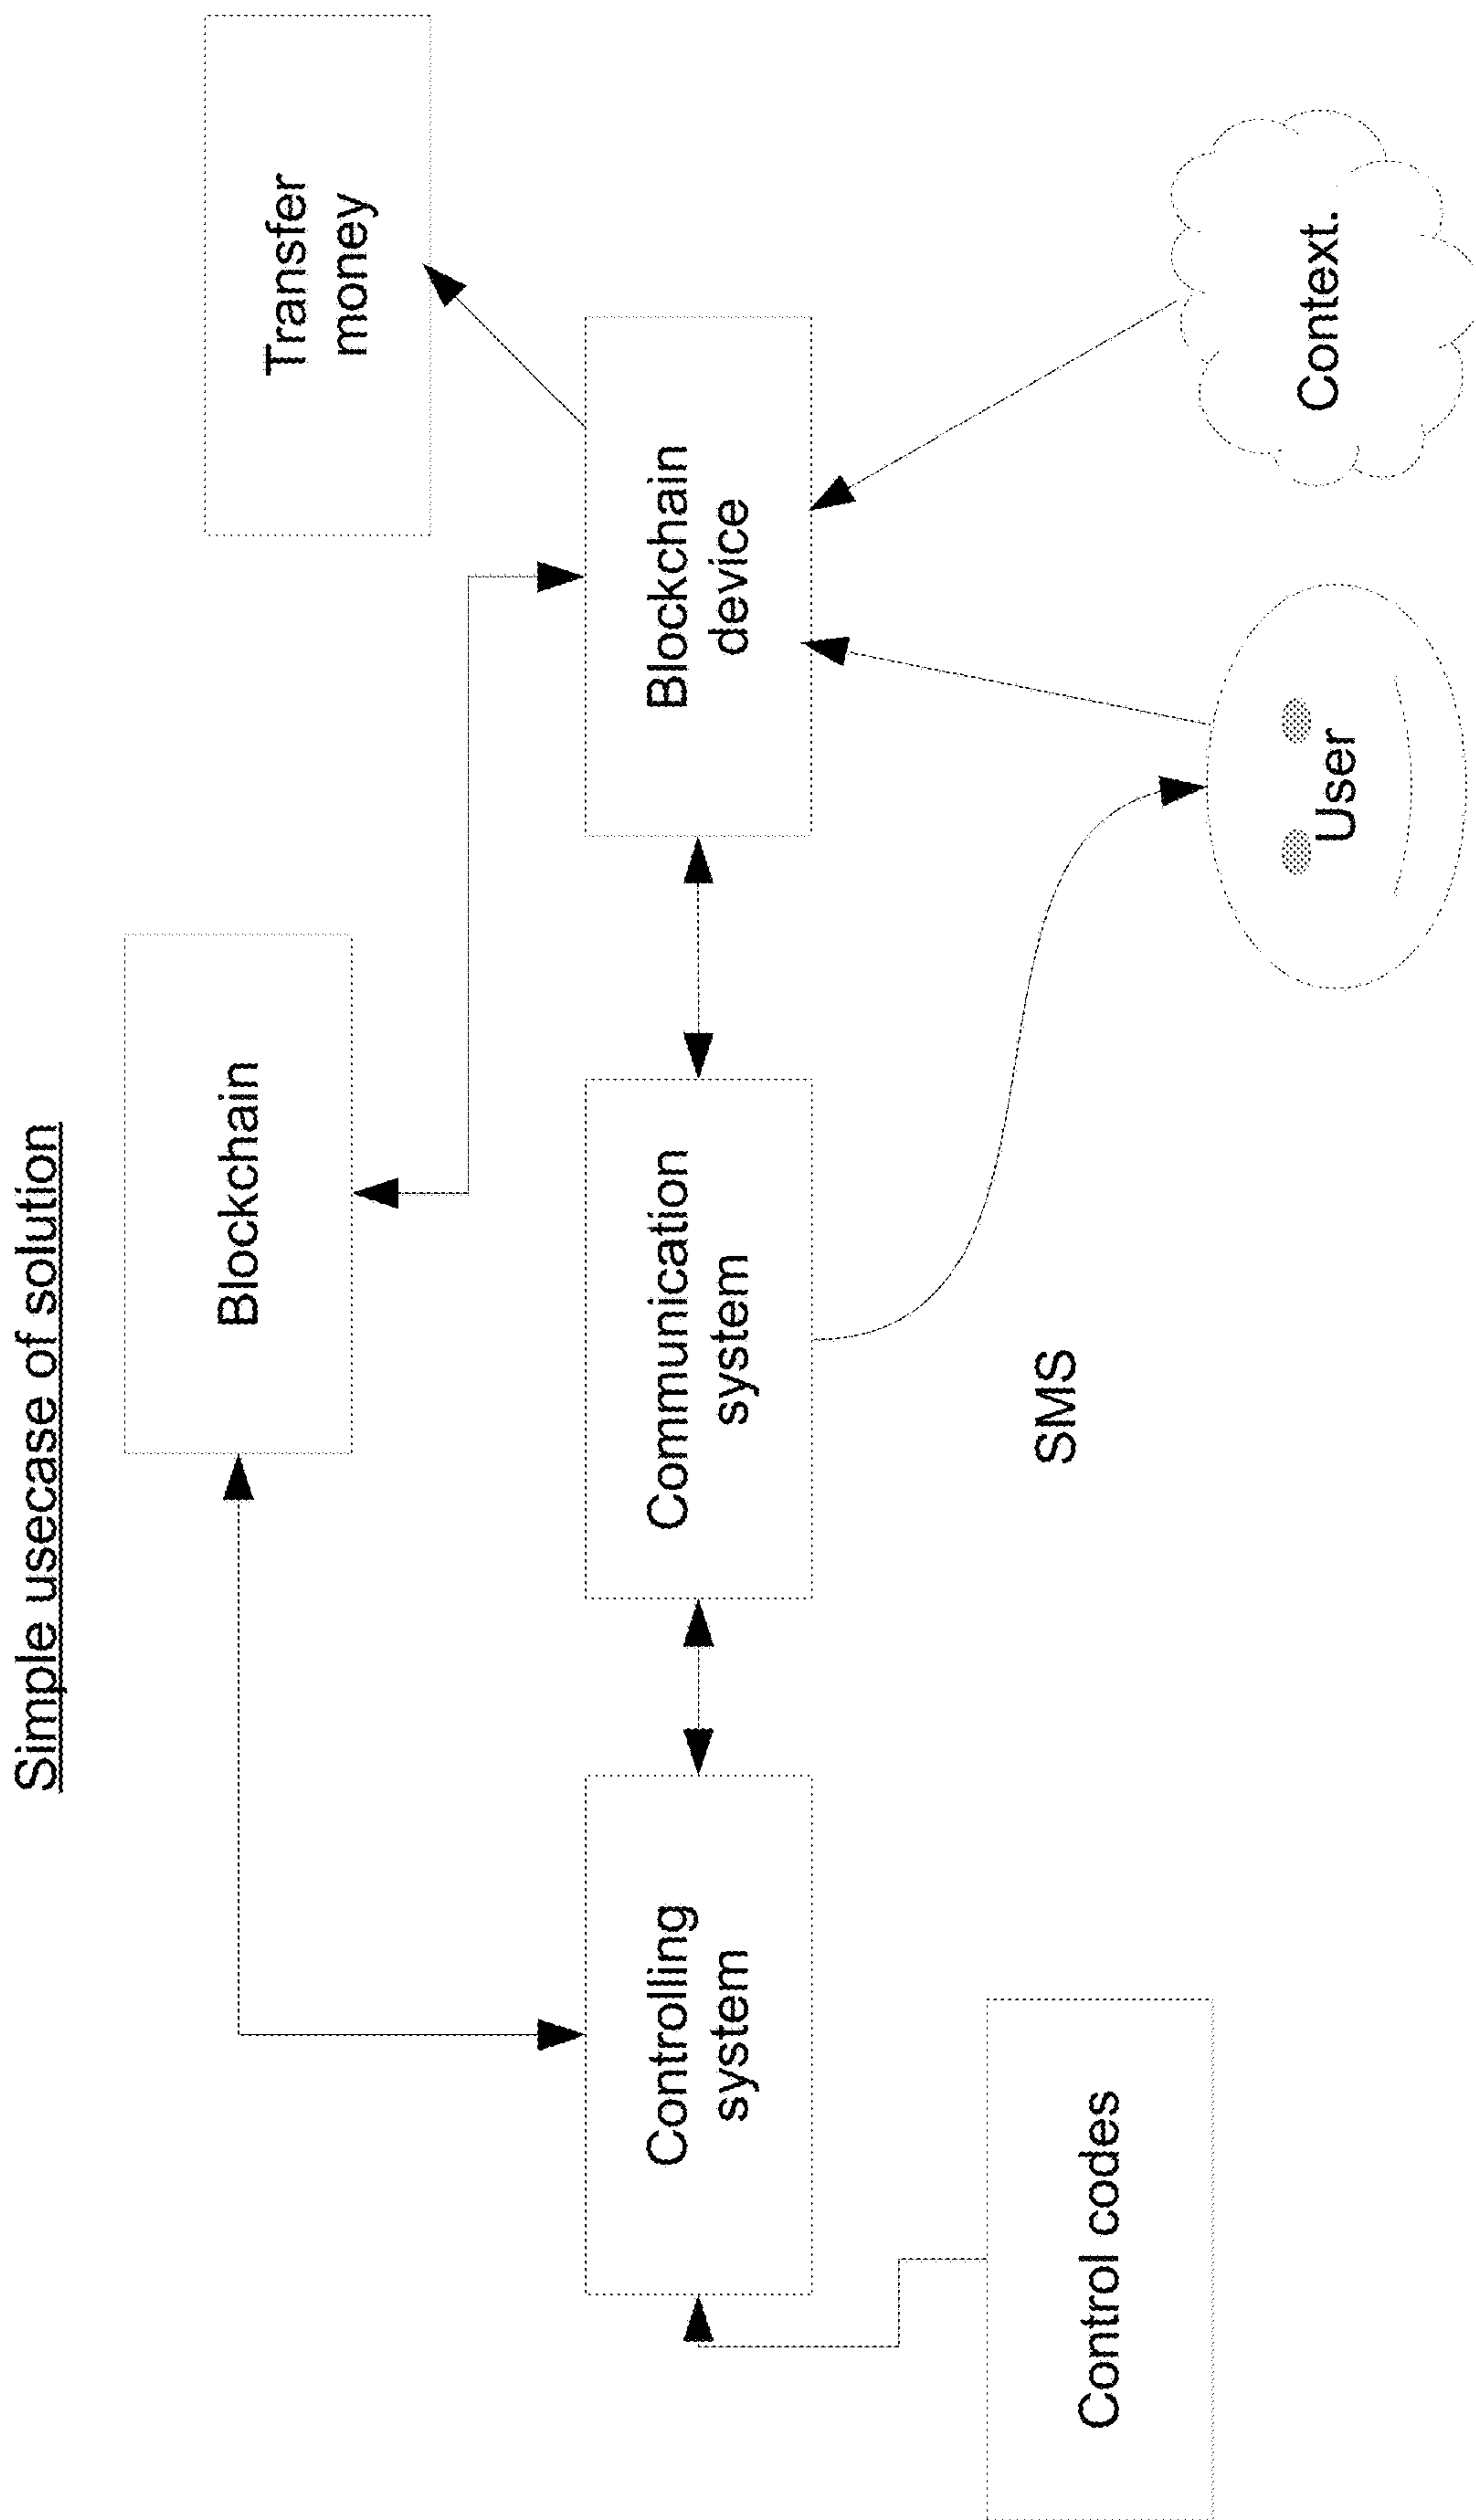 Simple usecase of solution
Blockchain
Transfer
money
Controlling
system
Communication
system
Blockchain
device
SMS
Control codes
User
Context.